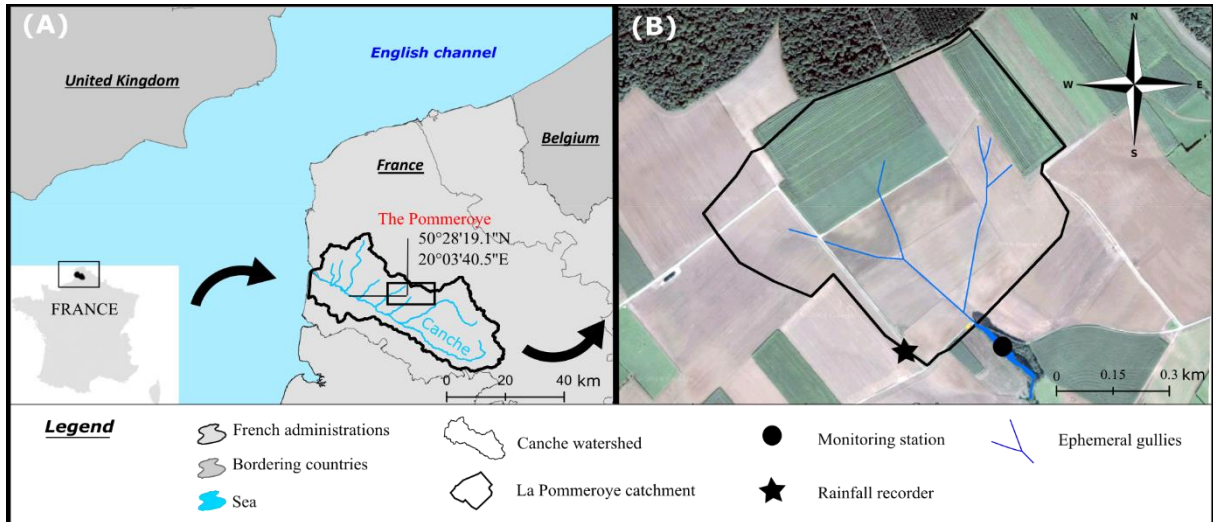 (A)
English channel
United Kingdom
Belgium
France
The Pommeroye
50°28'19.1"N
20°03'40.5"E
FRANCE
Canche
0 20 40 km
(B)
N
W E
S
0 0.15 0.3 km
Legend
French administrations
Bordering countries
Sea
Canche watershed
La Pommeroye catchment
Monitoring station
Rainfall recorder
Ephemeral gullies